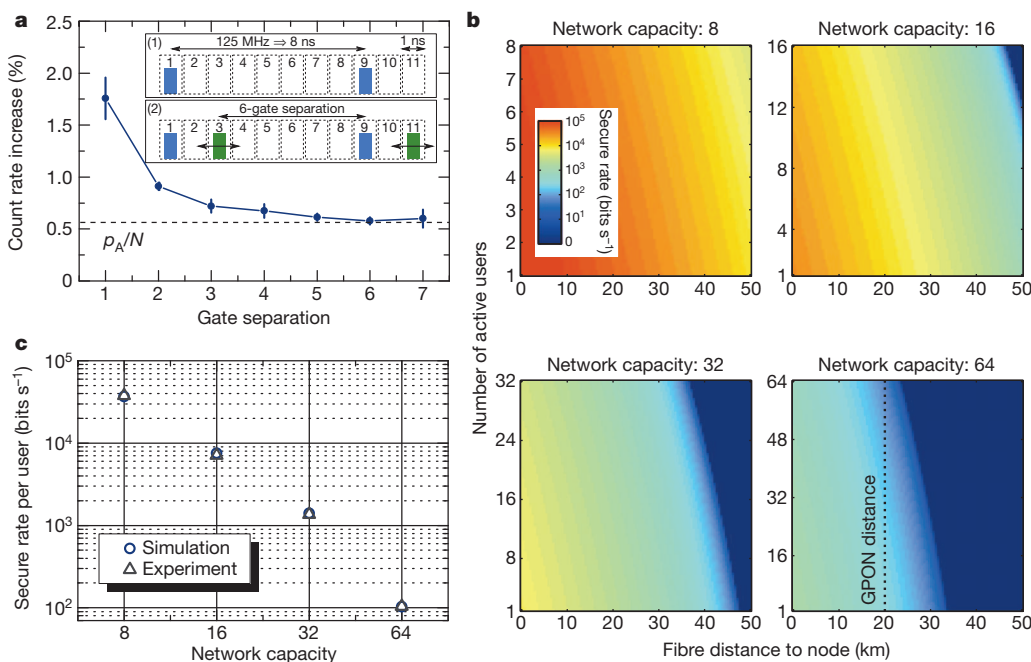 a
2.5
2.0
1.5
1.0
0.5
0
Count rate increase (%)
(1)
125 MHz ⇒ 8 ns
1 ns
1 2 3 4 5 6 7 8 9 10 11
(2)
6-gate separation
1 2 3 4 5 6 7 8 9 10 11
pA/N
1 2 3 4 5 6 7
Gate separation
b
Network capacity: 8
8
7
6
5
4
3
2
1
0 10 20 30 40 50
Secure rate (bits s⁻¹)
10⁵
10⁴
10³
10²
10¹
0
Network capacity: 16
16
12
8
4
1
0 10 20 30 40 50
Number of active users
Network capacity: 32
32
24
16
8
1
0 10 20 30 40 50
Network capacity: 64
64
48
32
16
1
GPON distance
0 10 20 30 40 50
Fibre distance to node (km)
c
10⁵
10⁴
10³
10²
Secure rate per user (bits s⁻¹)
Simulation
Experiment
8 16 32 64
Network capacity